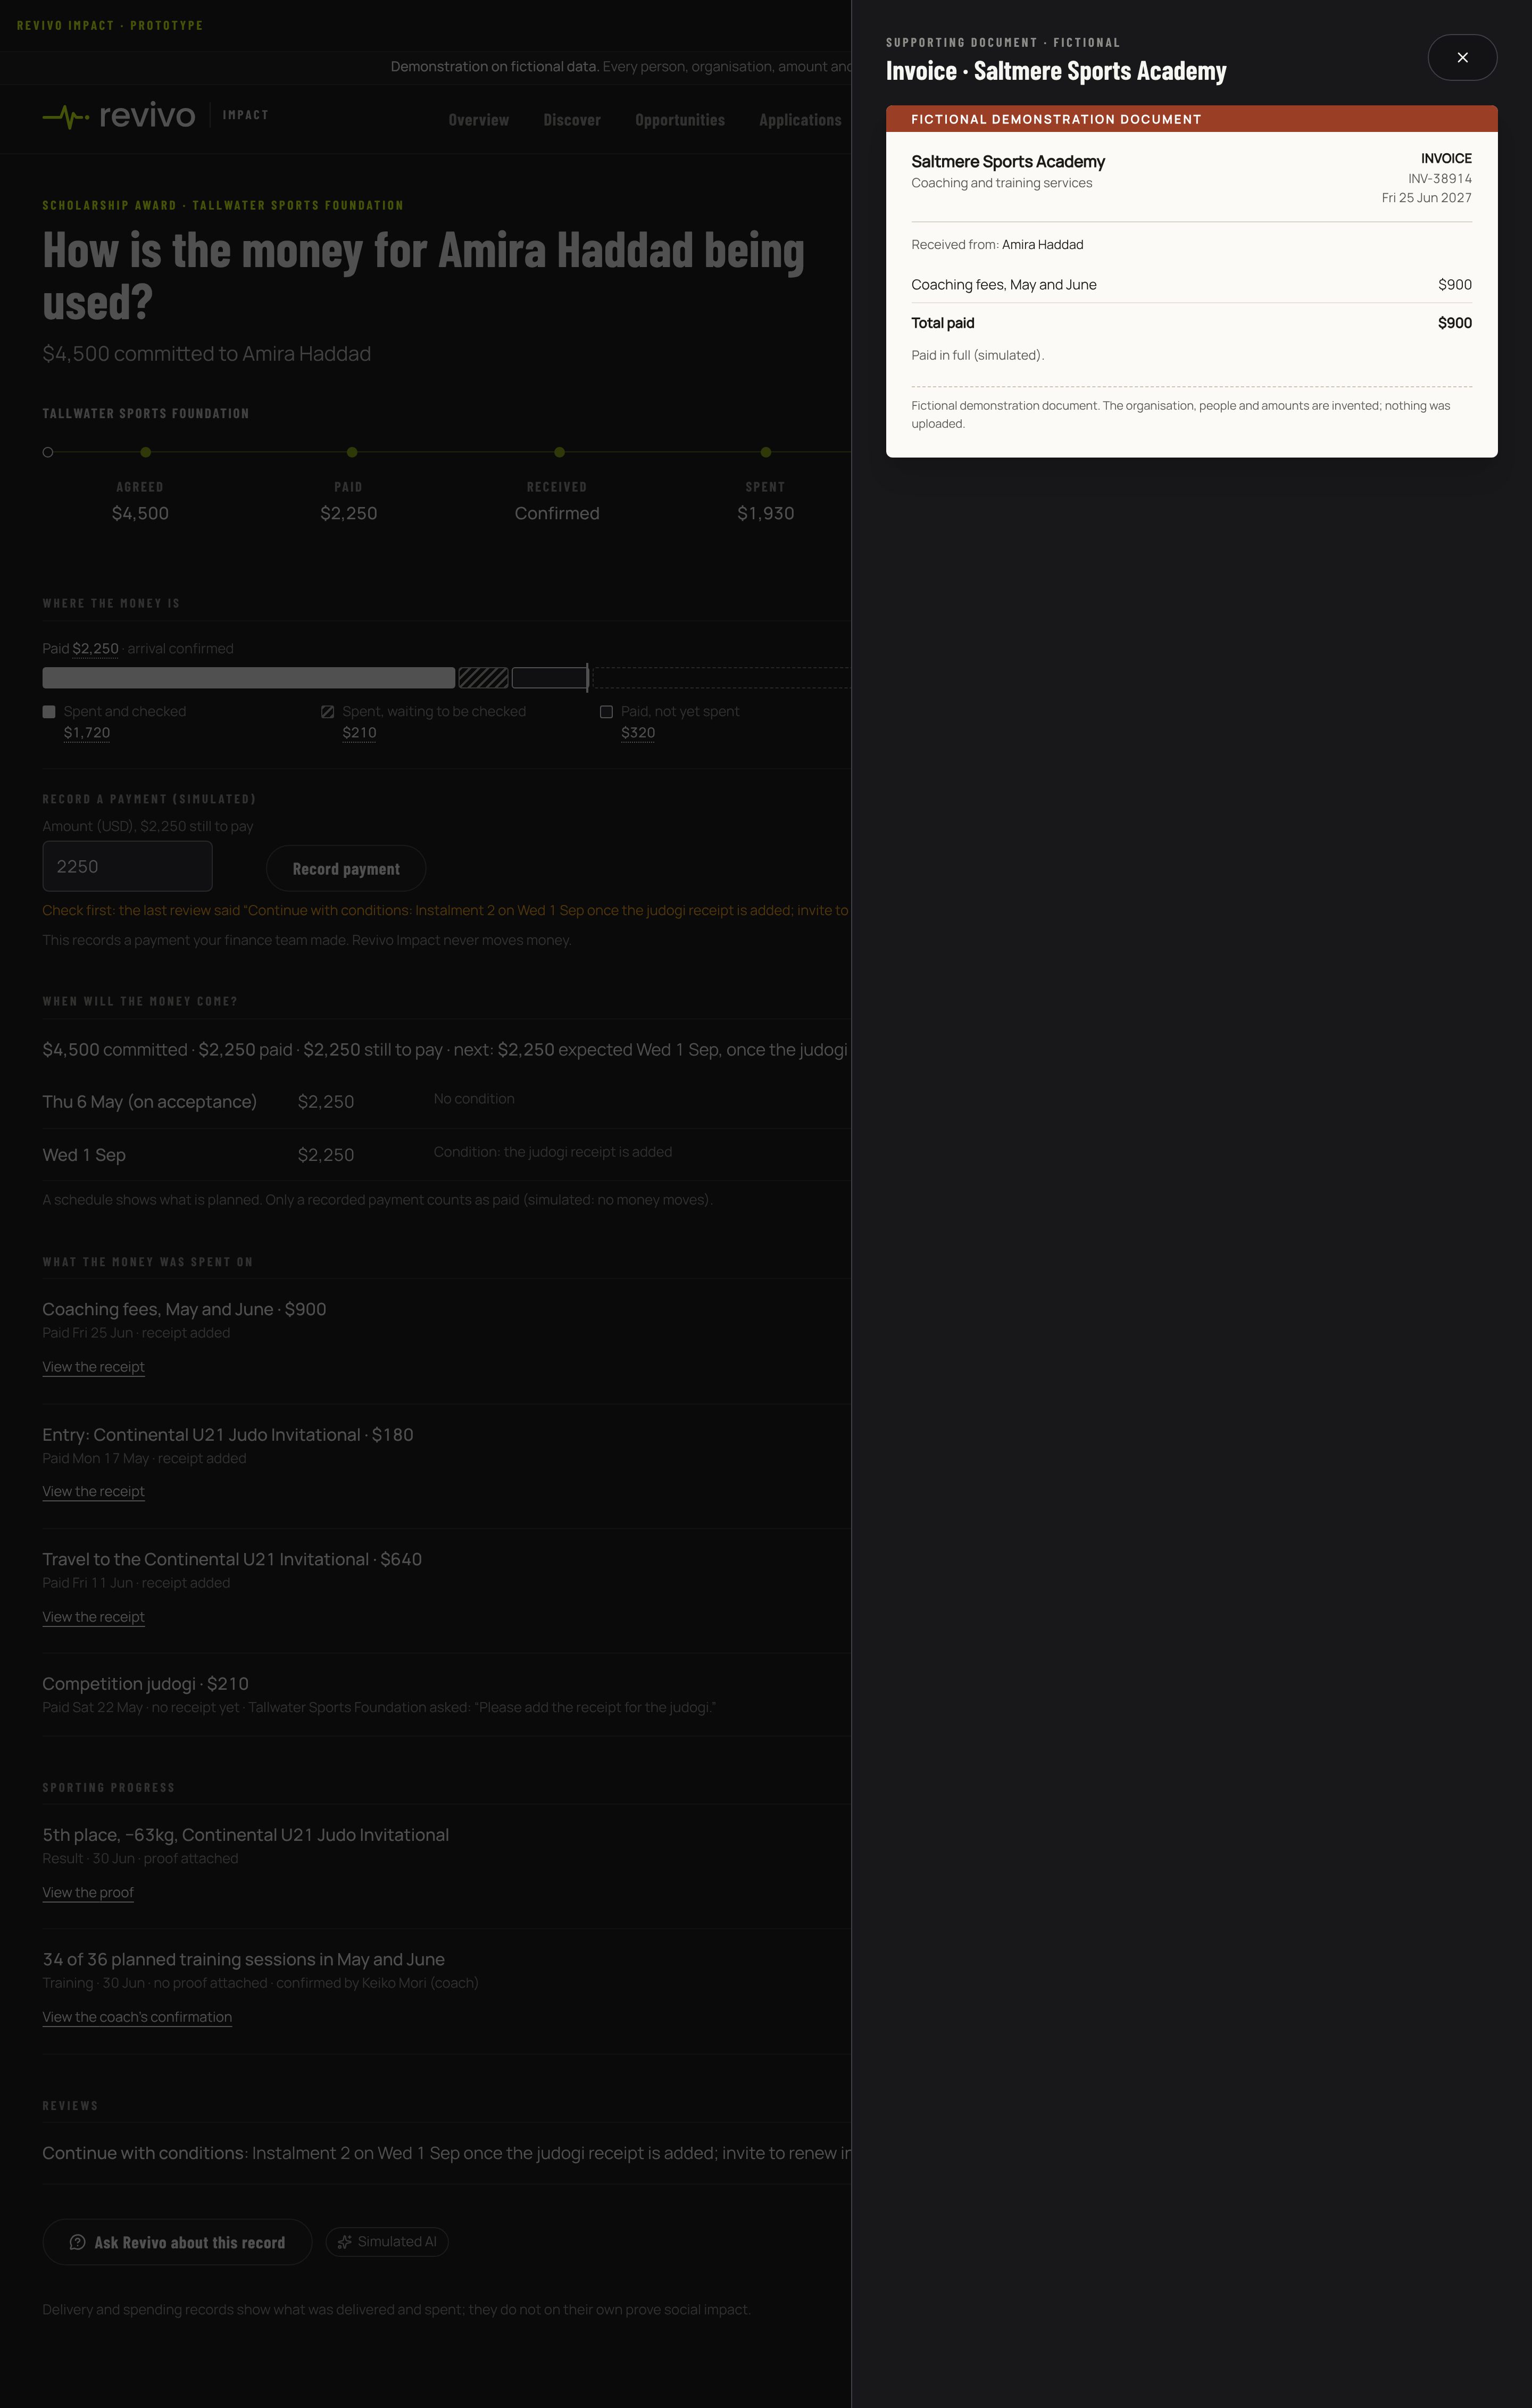 REVIVO IMPACT · PROTOTYPE
Demonstration on fictional data. Every person, organisation, amount and
revivo
IMPACT
Overview
Discover
Opportunities
Applications
SCHOLARSHIP AWARD · TALLWATER SPORTS FOUNDATION
How is the money for Amira Haddad being
used?
$4,500 committed to Amira Haddad
TALLWATER SPORTS FOUNDATION
AGREED
PAID
RECEIVED
SPENT
$4,500
$2,250
Confirmed
$1,930
WHERE THE MONEY IS
Paid $2,250 · arrival confirmed
Spent and checked
$1,720
Spent, waiting to be checked
$210
Paid, not yet spent
$320
RECORD A PAYMENT (SIMULATED)
Amount (USD), $2,250 still to pay
2250
Record payment
Check first: the last review said “Continue with conditions: Instalment 2 on Wed 1 Sep once the judogi receipt is added; invite to
This records a payment your finance team made. Revivo Impact never moves money.
WHEN WILL THE MONEY COME?
$4,500 committed · $2,250 paid · $2,250 still to pay · next: $2,250 expected Wed 1 Sep, once the judogi
Thu 6 May (on acceptance)
$2,250
No condition
Wed 1 Sep
$2,250
Condition: the judogi receipt is added
A schedule shows what is planned. Only a recorded payment counts as paid (simulated: no money moves).
WHAT THE MONEY WAS SPENT ON
Coaching fees, May and June · $900
Paid Fri 25 Jun · receipt added
View the receipt
Entry: Continental U21 Judo Invitational · $180
Paid Mon 17 May · receipt added
View the receipt
Travel to the Continental U21 Invitational · $640
Paid Fri 11 Jun · receipt added
View the receipt
Competition judogi · $210
Paid Sat 22 May · no receipt yet · Tallwater Sports Foundation asked: “Please add the receipt for the judogi.”
SPORTING PROGRESS
5th place, −63kg, Continental U21 Judo Invitational
Result · 30 Jun · proof attached
View the proof
34 of 36 planned training sessions in May and June
Training · 30 Jun · no proof attached · confirmed by Keiko Mori (coach)
View the coach’s confirmation
REVIEWS
Continue with conditions: Instalment 2 on Wed 1 Sep once the judogi receipt is added; invite to renew in
Ask Revivo about this record
Simulated AI
Delivery and spending records show what was delivered and spent; they do not on their own prove social impact.
SUPPORTING DOCUMENT · FICTIONAL
Invoice · Saltmere Sports Academy
FICTIONAL DEMONSTRATION DOCUMENT
Saltmere Sports Academy
Coaching and training services
INVOICE
INV-38914
Fri 25 Jun 2027
Received from: Amira Haddad
Coaching fees, May and June
$900
Total paid
$900
Paid in full (simulated).
Fictional demonstration document. The organisation, people and amounts are invented; nothing was
uploaded.